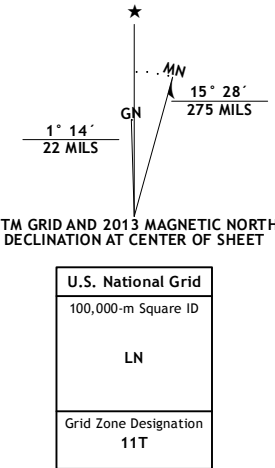 ★
MN
GN
15° 28´
275 MILS
1° 14´
22 MILS
TM GRID AND 2013 MAGNETIC NORTH
DECLINATION AT CENTER OF SHEET
U.S. National Grid
100,000-m Square ID
LN
Grid Zone Designation
11T